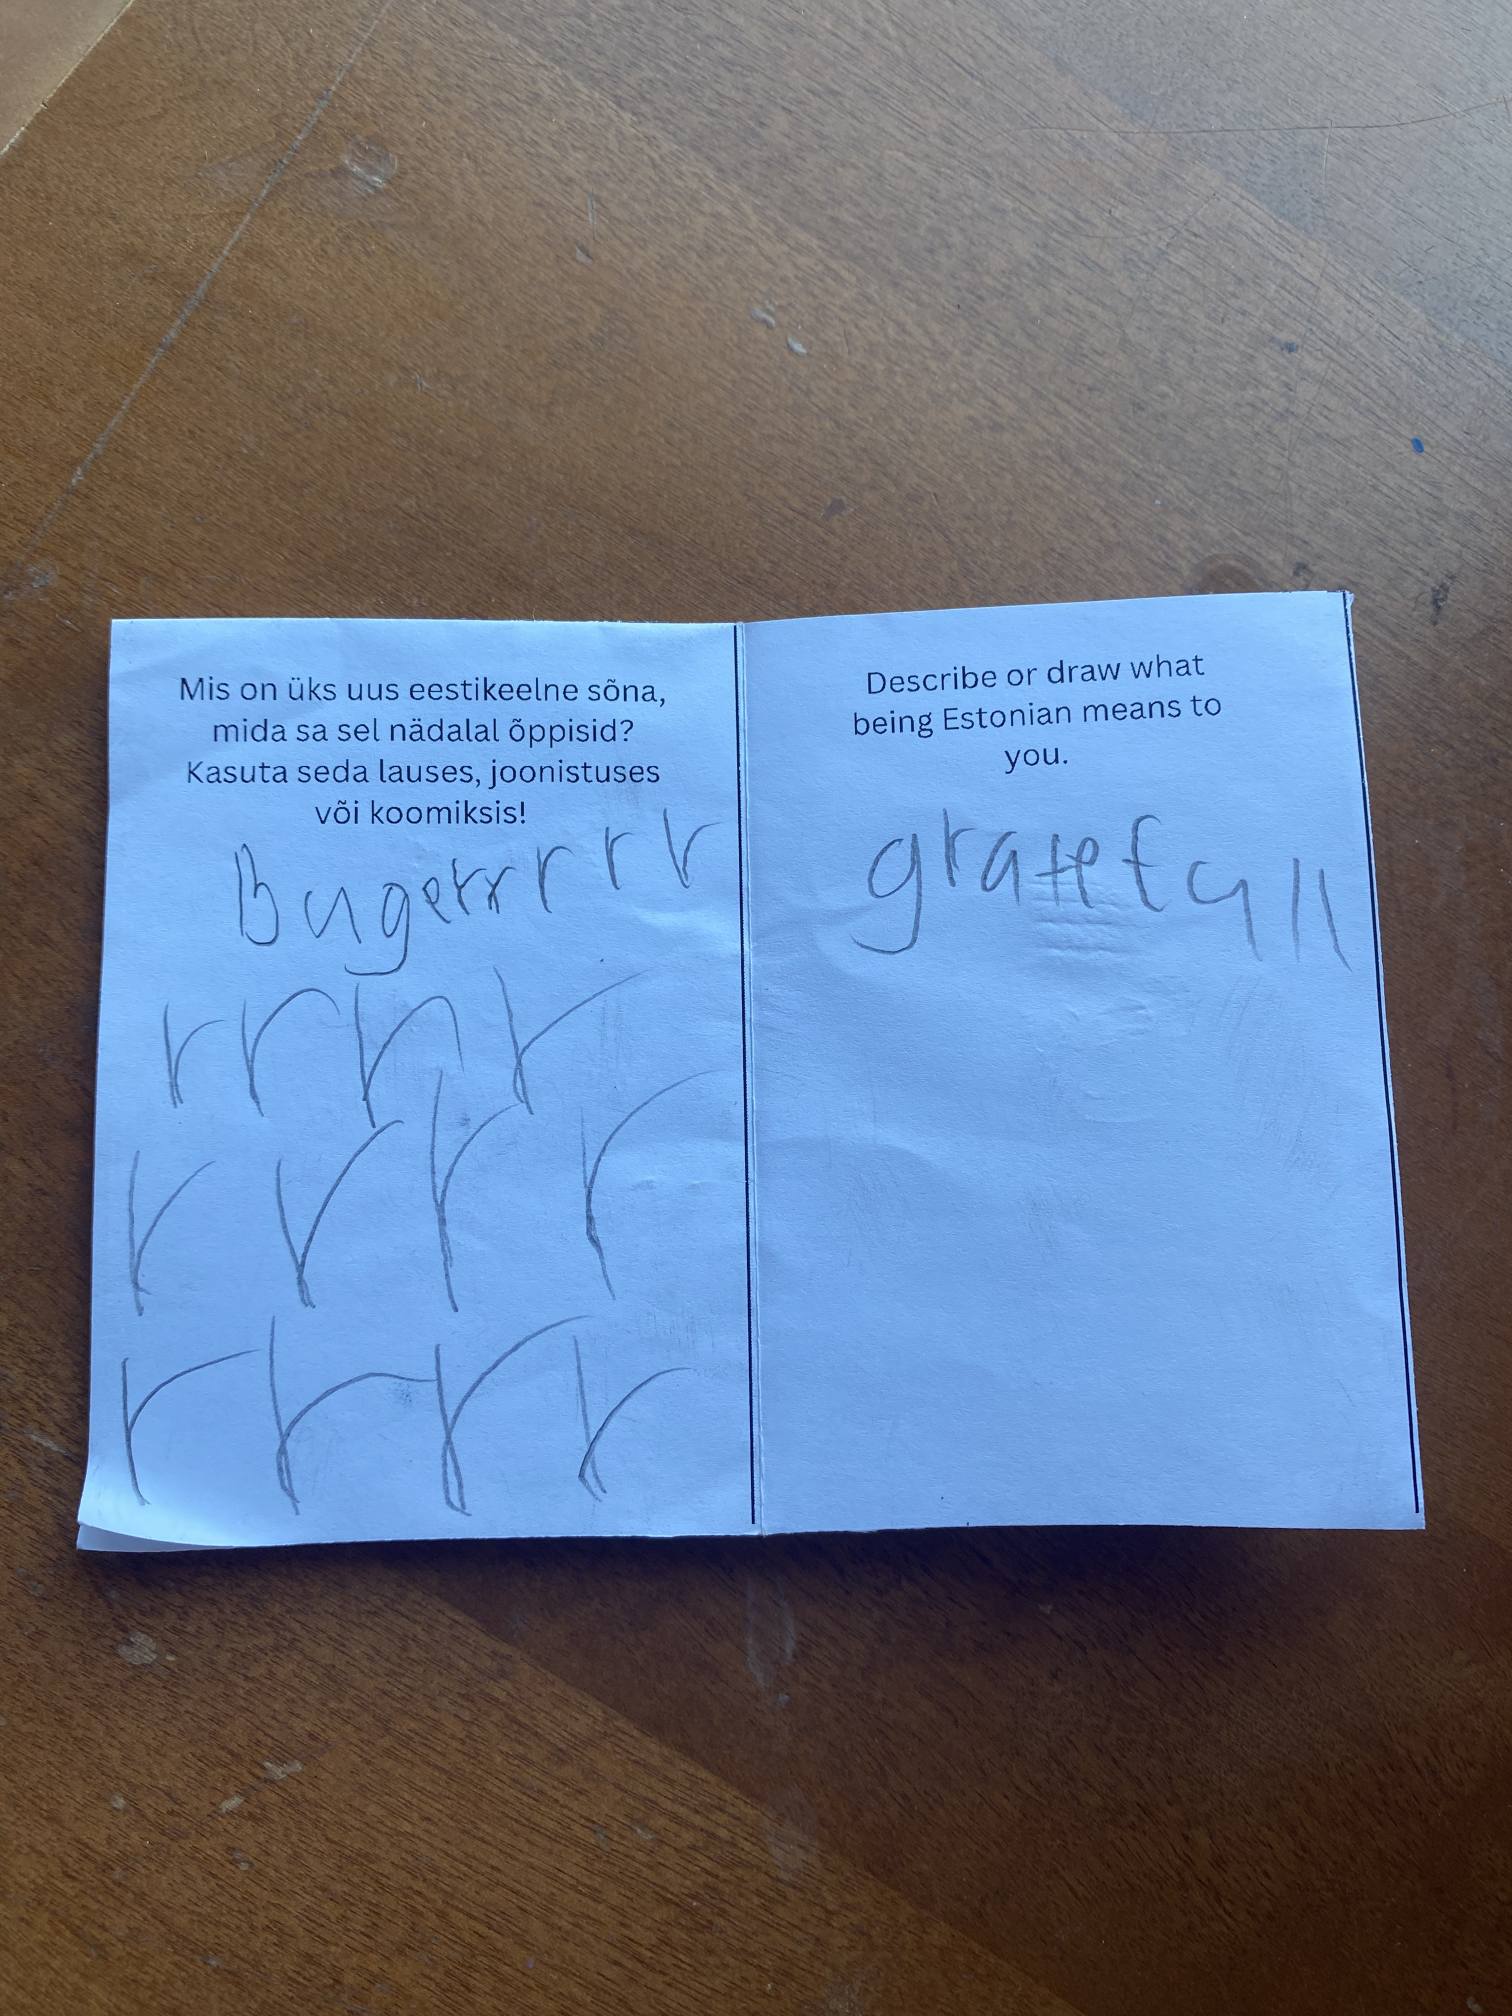 Mis on üks uus eestikeelne sõna,
mida sa sel nädalal õppisid?
Kasuta seda lauses, joonistuses
või koomiksis!
Bugerrrrrr
rrrr
rrrr
rrrr
Describe or draw what
being Estonian means to
you.
gratefull